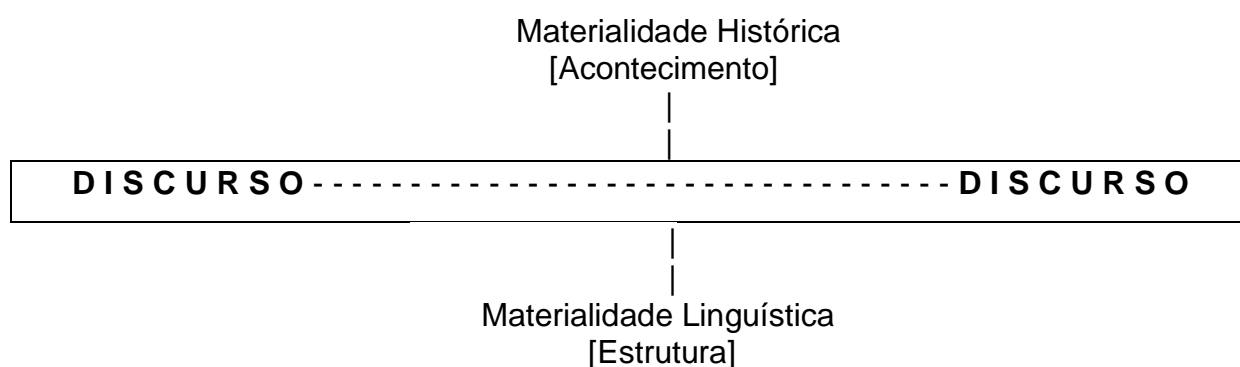 Materialidade Histórica
[Acontecimento]
|
|
D I S C U R S O - - - - - - - - - - - - - - - - - - - - - - - - - - - - - - - - - D I S C U R S O
|
|
Materialidade Linguística
[Estrutura]